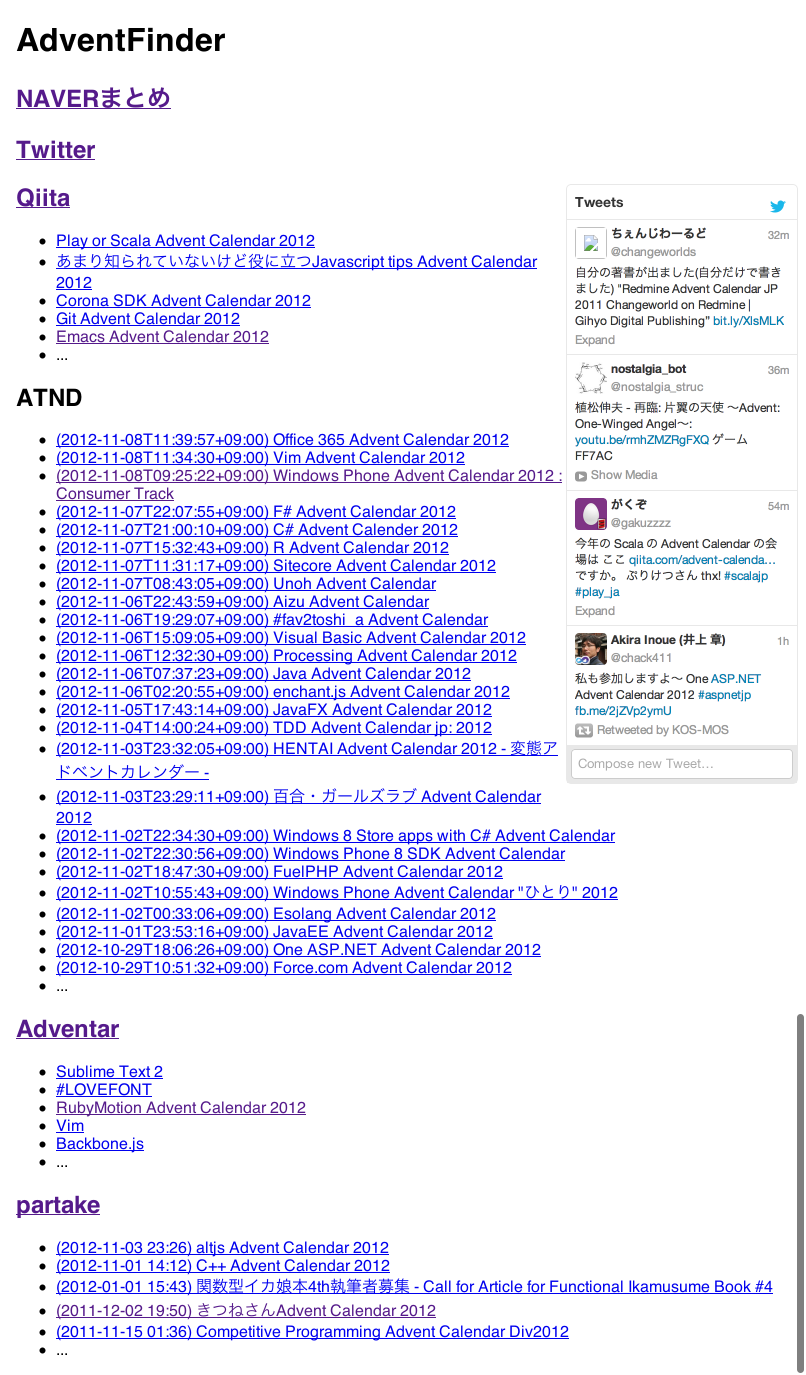 AdventFinder
NAVERまとめ
Twitter
Qiita
Play or Scala Advent Calendar 2012
あまり知られていないけど役に立つJavascript tips Advent Calendar
2012
Corona SDK Advent Calendar 2012
Git Advent Calendar 2012
Emacs Advent Calendar 2012
...
ATND
(2012-11-08T11:39:57+09:00) Office 365 Advent Calendar 2012
(2012-11-08T11:34:30+09:00) Vim Advent Calendar 2012
(2012-11-08T09:25:22+09:00) Windows Phone Advent Calendar 2012 :
Consumer Track
(2012-11-07T22:07:55+09:00) F# Advent Calendar 2012
(2012-11-07T21:00:10+09:00) C# Advent Calender 2012
(2012-11-07T15:32:43+09:00) R Advent Calendar 2012
(2012-11-07T11:31:17+09:00) Sitecore Advent Calendar 2012
(2012-11-07T08:43:05+09:00) Unoh Advent Calendar
(2012-11-06T22:43:59+09:00) Aizu Advent Calendar
(2012-11-06T19:29:07+09:00) #fav2toshi_a Advent Calendar
(2012-11-06T15:09:05+09:00) Visual Basic Advent Calendar 2012
(2012-11-06T12:32:30+09:00) Processing Advent Calendar 2012
(2012-11-06T07:37:23+09:00) Java Advent Calendar 2012
(2012-11-06T02:20:55+09:00) enchant.js Advent Calendar 2012
(2012-11-05T17:43:14+09:00) JavaFX Advent Calendar 2012
(2012-11-04T14:00:24+09:00) TDD Advent Calendar jp: 2012
(2012-11-03T23:32:05+09:00) HENTAI Advent Calendar 2012 - 変態ア
ドベントカレンダー -
(2012-11-03T23:29:11+09:00) 百合・ガールズラブ Advent Calendar
2012
(2012-11-02T22:34:30+09:00) Windows 8 Store apps with C# Advent Calendar
(2012-11-02T22:30:56+09:00) Windows Phone 8 SDK Advent Calendar
(2012-11-02T18:47:30+09:00) FuelPHP Advent Calendar 2012
(2012-11-02T10:55:43+09:00) Windows Phone Advent Calendar "ひとり" 2012
(2012-11-02T00:33:06+09:00) Esolang Advent Calendar 2012
(2012-11-01T23:53:16+09:00) JavaEE Advent Calendar 2012
(2012-10-29T18:06:26+09:00) One ASP.NET Advent Calendar 2012
(2012-10-29T10:51:32+09:00) Force.com Advent Calendar 2012
...
Adventar
Sublime Text 2
#LOVEFONT
RubyMotion Advent Calendar 2012
Vim
Backbone.js
...
partake
(2012-11-03 23:26) altjs Advent Calendar 2012
(2012-11-01 14:12) C++ Advent Calendar 2012
(2012-01-01 15:43) 関数型イカ娘本4th執筆者募集 - Call for Article for Functional Ikamusume Book #4
(2011-12-02 19:50) きつねさんAdvent Calendar 2012
(2011-11-15 01:36) Competitive Programming Advent Calendar Div2012
...
Tweets
ちぇんじわーるど 32m
@changeworlds
自分の著書が出ました(自分だけで書き
ました) "Redmine Advent Calendar JP
2011 Changeworld on Redmine |
Gihyo Digital Publishing" bit.ly/XlsMLK
Expand
nostalgia_bot 36m
@nostalgia_struc
植松伸夫 - 再臨: 片翼の天使 〜Advent:
One-Winged Angel〜:
youtu.be/rmhZMZRgFXQ ゲーム
FF7AC
Show Media
がくぞ 54m
@gakuzzzz
今年の Scala の Advent Calendar の会
場は ここ qiita.com/advent-calenda…
ですか。 ぷりけつさん thx! #scalajp
#play_ja
Expand
Akira Inoue (井上 章) 1h
@chack411
私も参加しますよ〜 One ASP.NET
Advent Calendar 2012 #aspnetjp
fb.me/2jZVp2ymU
Retweeted by KOS-MOS
Compose new Tweet…